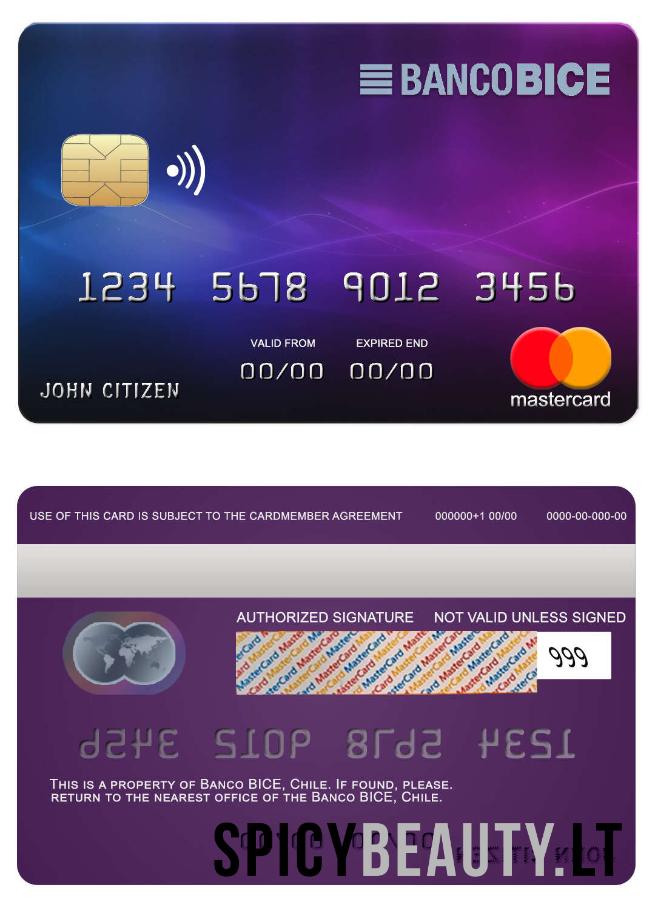 BANCOBICE
1234 5678 9012 3456
VALID FROM EXPIRED END
00/00 00/00
JOHN CITIZEN
mastercard
USE OF THIS CARD IS SUBJECT TO THE CARDMEMBER AGREEMENT 000000+1 00/00 0000-00-000-00
AUTHORIZED SIGNATURE NOT VALID UNLESS SIGNED
MasterCard MasterCard MasterCard MasterCard
999
THIS IS A PROPERTY OF BANCO BICE, CHILE. IF FOUND, PLEASE.
RETURN TO THE NEAREST OFFICE OF THE BANCO BICE, CHILE.
SPICYBEAUTY.LT